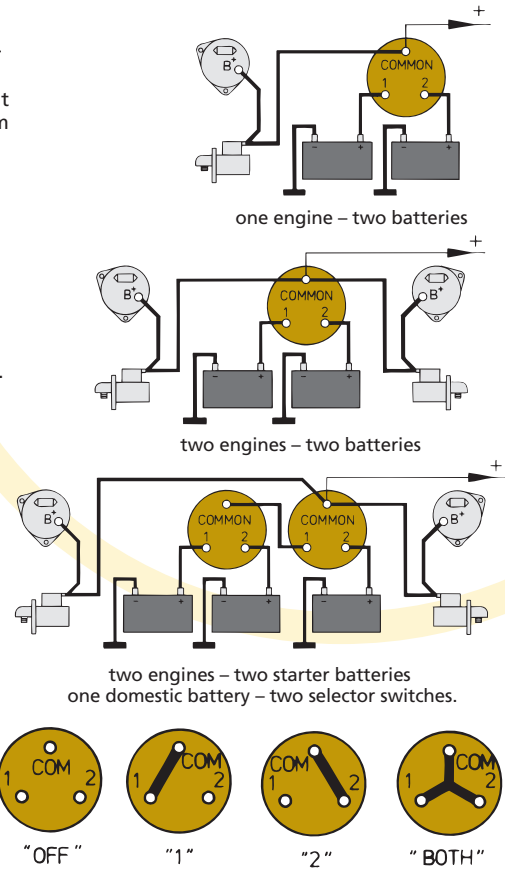 t
m
+
B+
COMMON
1 2
- + - +
one engine – two batteries
+
B+
COMMON
1 2
B+
- + - +
two engines – two batteries
+
B+
COMMON
1 2
COMMON
1 2
B+
- + - + - +
two engines – two starter batteries
one domestic battery – two selector switches.
COM
1 2
COM
1 2
COM
1 2
COM
1 2
"OFF" "1" "2" "BOTH"